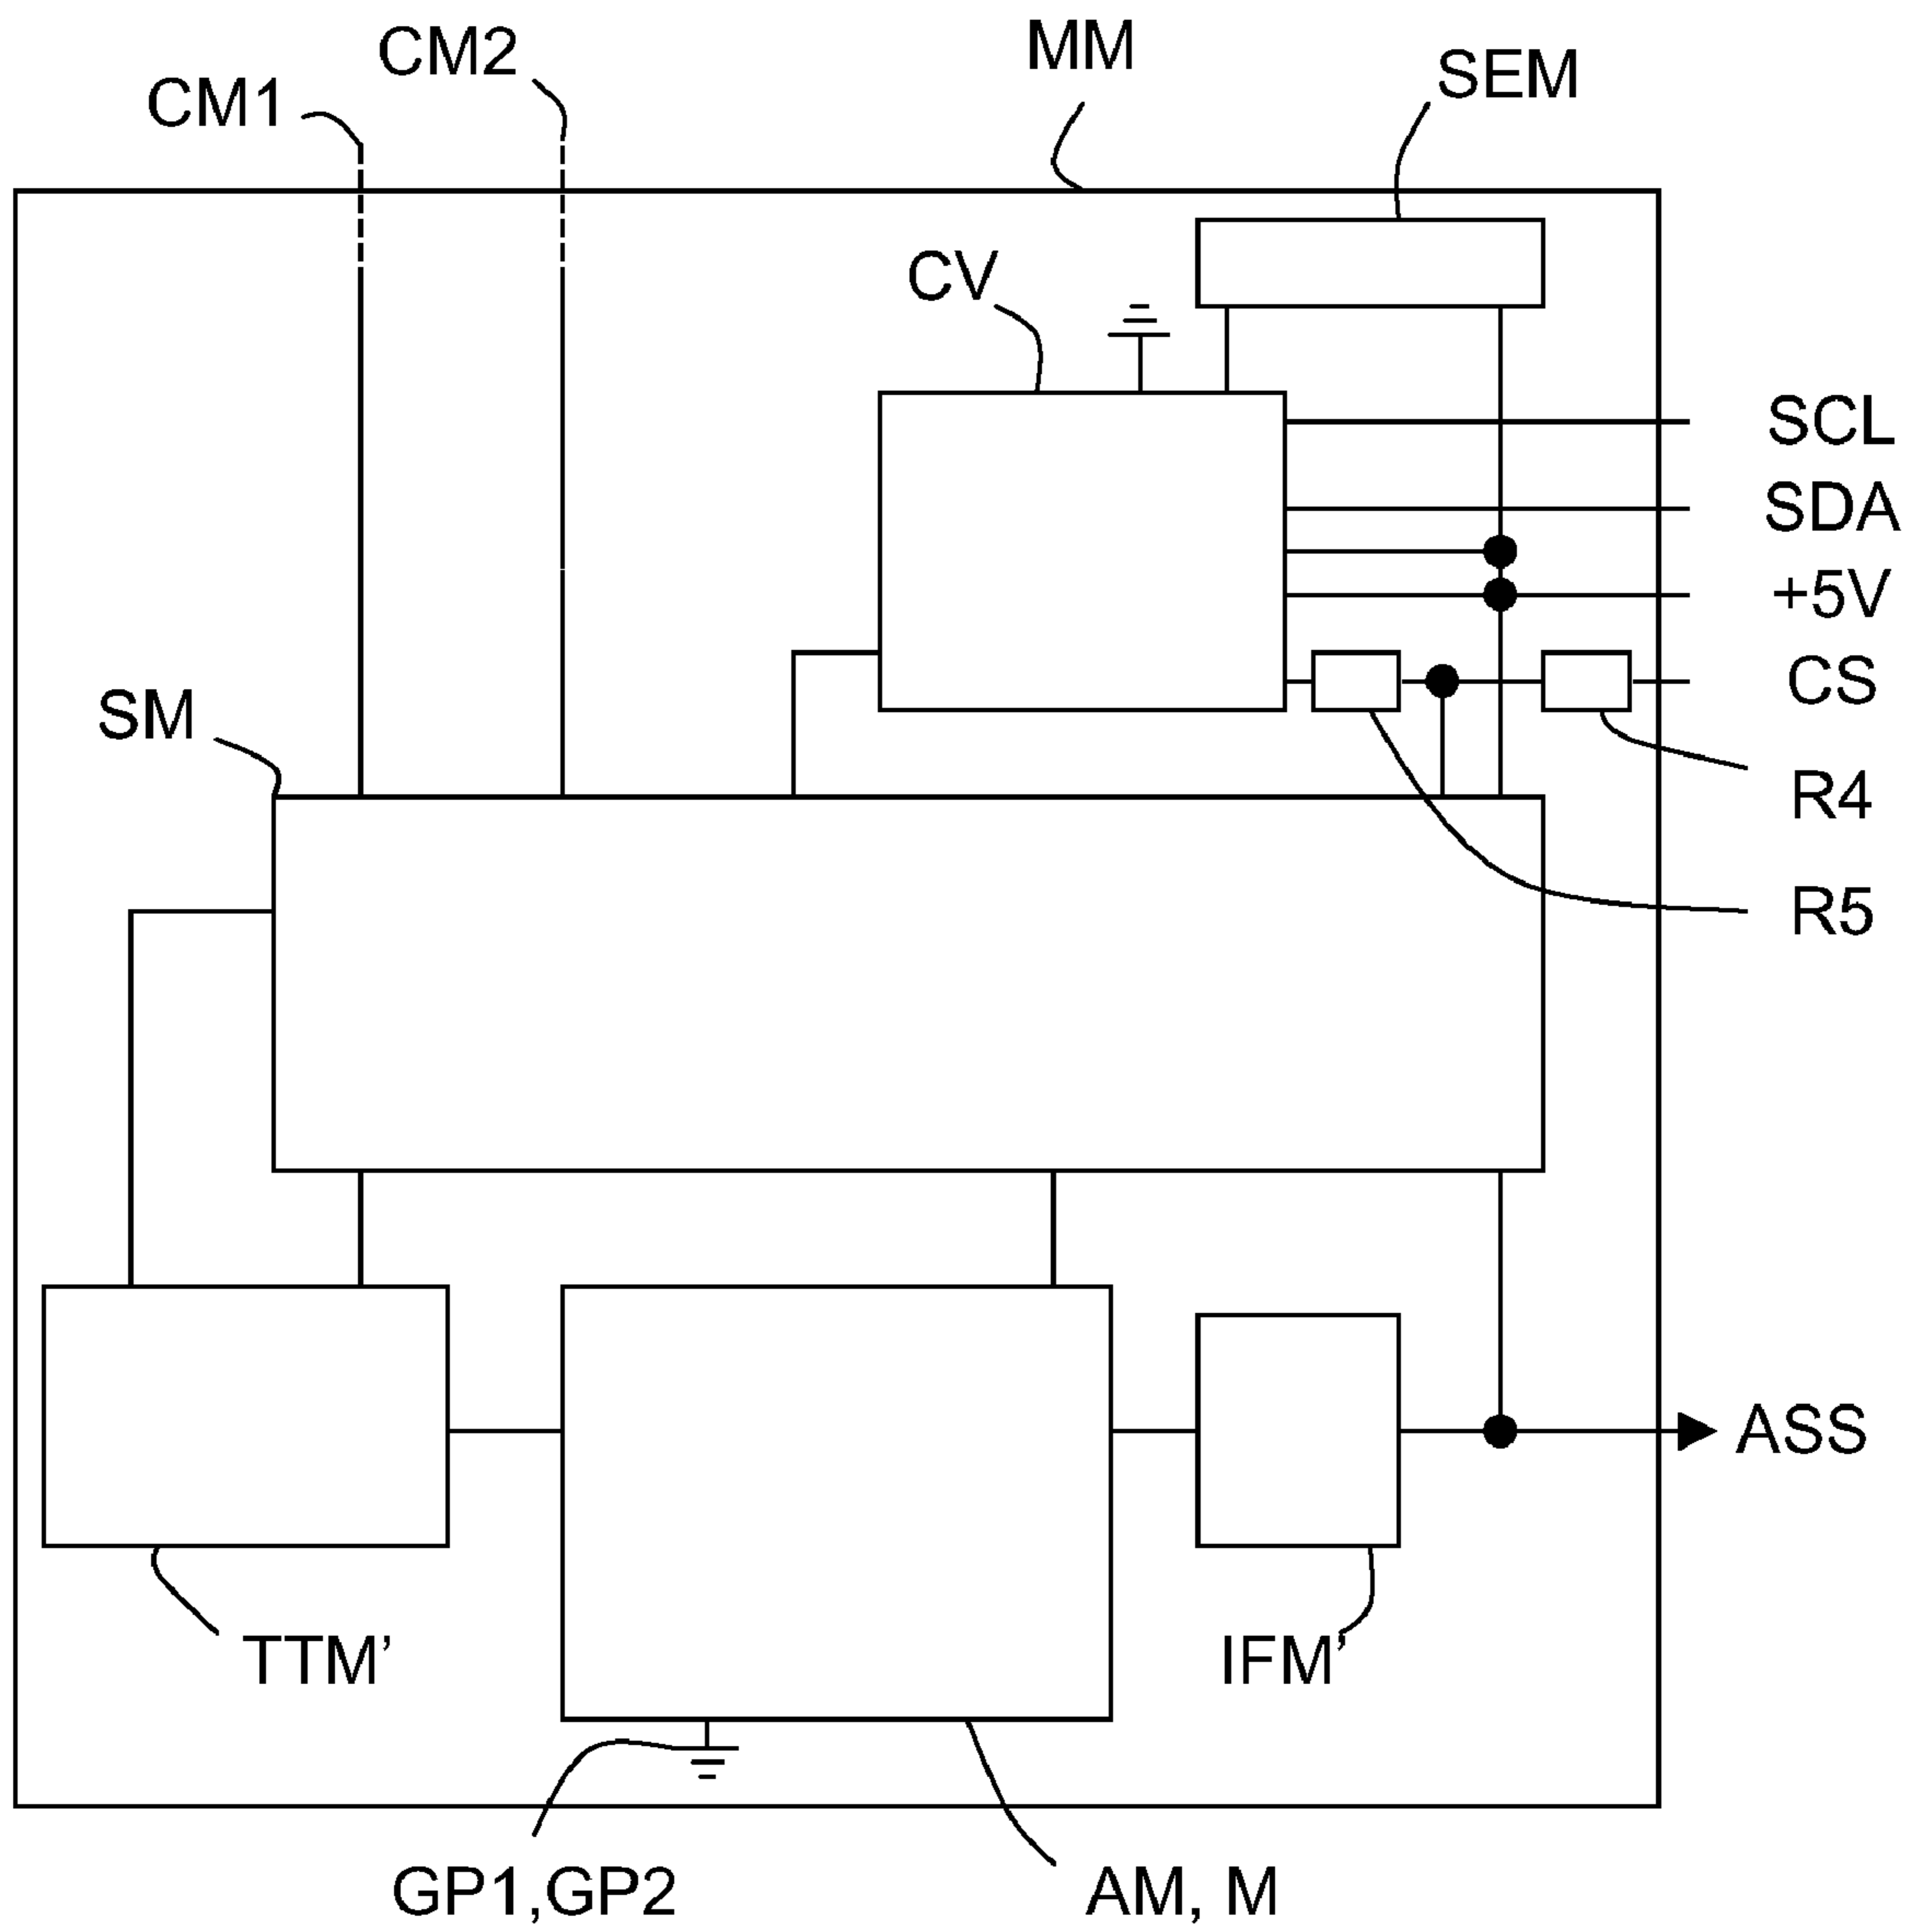 CM1
CM2
MM
SEM
CV
SCL
SDA
+5V
CS
SM
R4
R5
ASS
TTM’
IFM’
GP1,GP2
AM, M